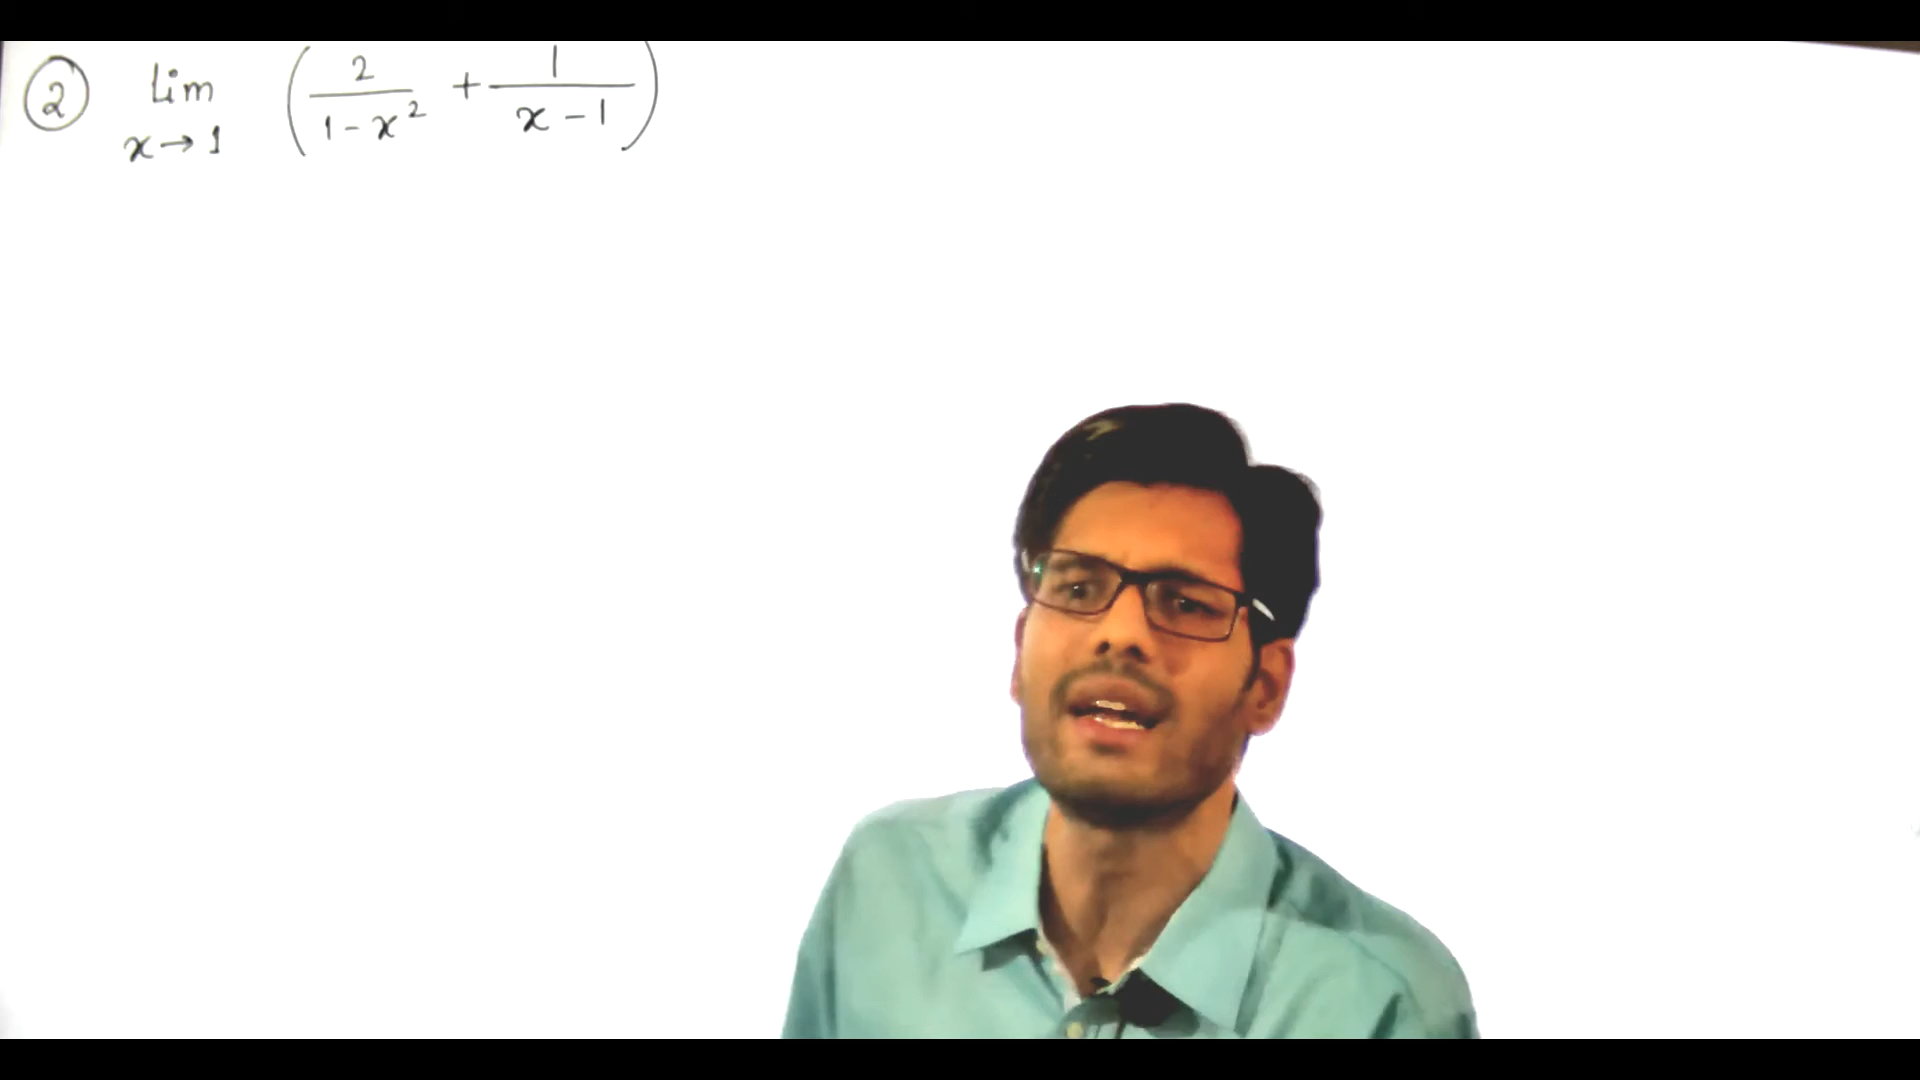 ② lim x→1 (2/(1-x²) + 1/(x-1))